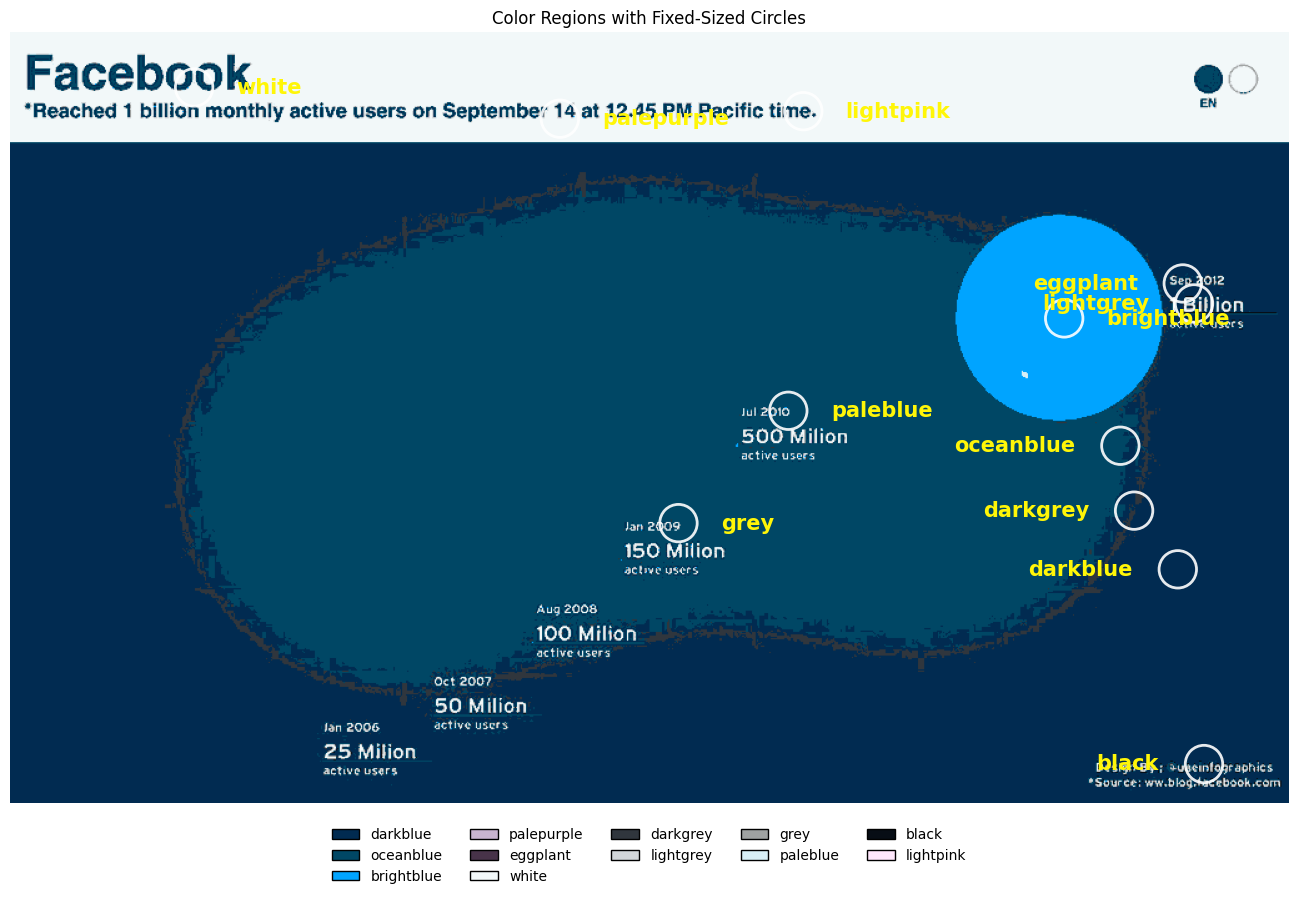 Color Regions with Fixed-Sized Circles
Facebook
white
*Reached 1 billion monthly active users on September 14 at 12.45 PM Pacific time.
palepurple
lightpink
EN
eggplant
Sep 2012
lightgrey
1 Billion
brightblue
active users
Jul 2010
paleblue
500 Milion
active users
oceanblue
darkgrey
Jan 2009
grey
150 Milion
active users
darkblue
Aug 2008
100 Milion
active users
Oct 2007
50 Milion
active users
Jan 2006
25 Milion
active users
black
Design By :
*Source: ww.blog.facebook.com
darkblue palepurple darkgrey grey black
oceanblue eggplant lightgrey paleblue lightpink
brightblue white